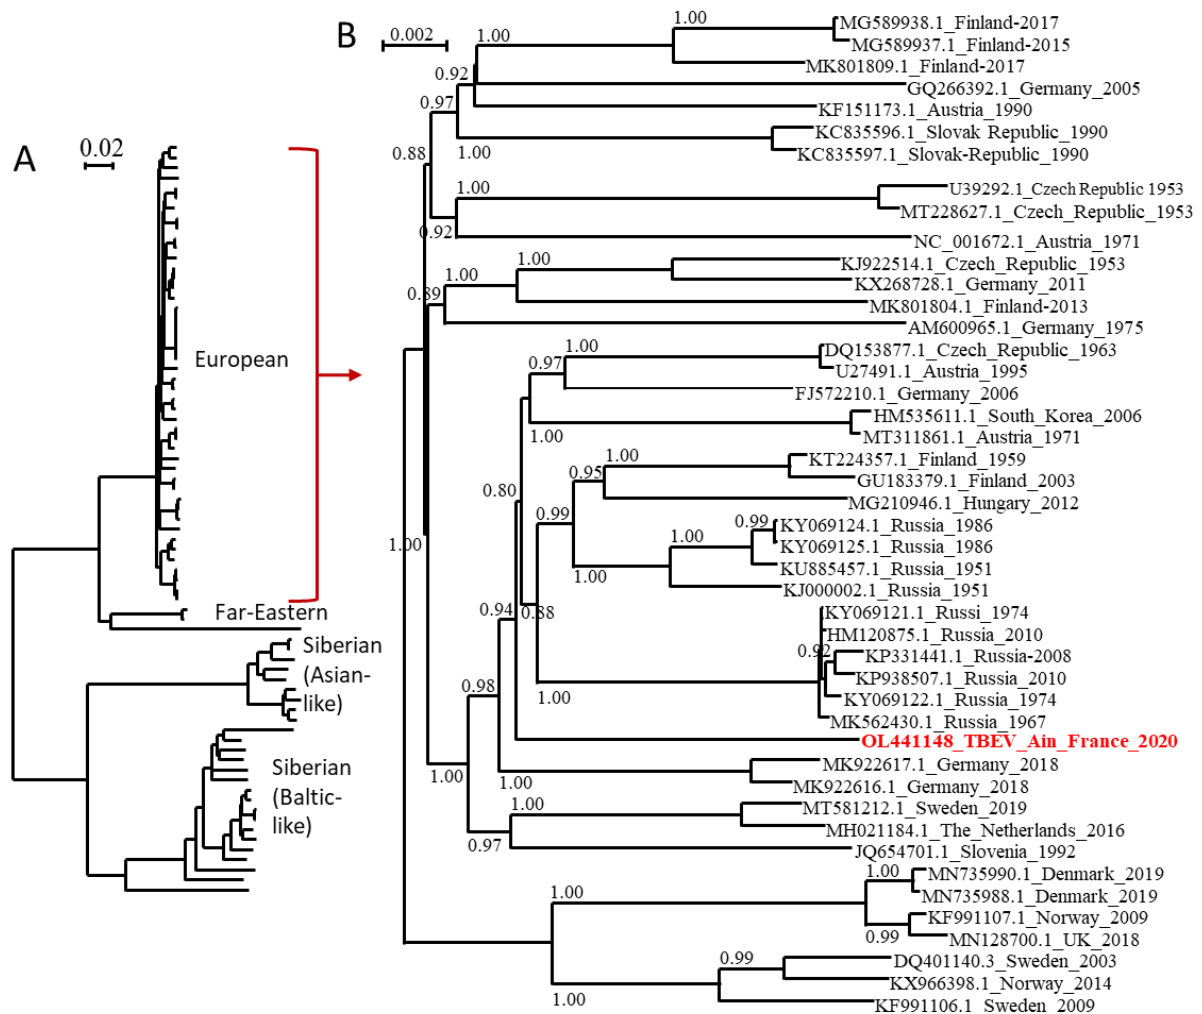 A
0.02
European
Far-Eastern
Siberian
(Asian-
like)
Siberian
(Baltic-
like)
B
0.002
1.00
1.00
MG589938.1_Finland-2017
MG589937.1_Finland-2015
MK801809.1_Finland-2017
0.92
GQ266392.1_Germany_2005
0.97
KF151173.1_Austria_1990
KC835596.1_Slovak Republic_1990
0.88
1.00
KC835597.1_Slovak-Republic_1990
1.00
U39292.1_Czech Republic 1953
MT228627.1_Czech_Republic_1953
0.92
NC_001672.1_Austria_1971
1.00
KJ922514.1_Czech_Republic_1953
1.00
KX268728.1_Germany_2011
0.89
MK801804.1_Finland-2013
AM600965.1_Germany_1975
1.00
DQ153877.1_Czech_Republic_1963
0.97
U27491.1_Austria_1995
FJ572210.1_Germany_2006
HM535611.1_South_Korea_2006
1.00
MT311861.1_Austria_1971
1.00
KT224357.1_Finland_1959
0.95
GU183379.1_Finland_2003
0.80
MG210946.1_Hungary_2012
0.99
0.99
KY069124.1_Russia_1986
1.00
1.00
KY069125.1_Russia_1986
KU885457.1_Russia_1951
1.00
KJ000002.1_Russia_1951
0.94
0.88
KY069121.1_Russi_1974
HM120875.1_Russia_2010
0.92
KP331441.1_Russia-2008
KP938507.1_Russia_2010
0.98
1.00
KY069122.1_Russia_1974
MK562430.1_Russia_1967
OL441148_TBEV_Ain_France_2020
MK922617.1_Germany_2018
1.00
1.00
MK922616.1_Germany_2018
1.00
MT581212.1_Sweden_2019
MH021184.1_The_Netherlands_2016
0.97
JQ654701.1_Slovenia_1992
1.00
MN735990.1_Denmark_2019
1.00
MN735988.1_Denmark_2019
KF991107.1_Norway_2009
0.99
MN128700.1_UK_2018
0.99
DQ401140.3_Sweden_2003
KX966398.1_Norway_2014
1.00
KF991106.1_Sweden_2009